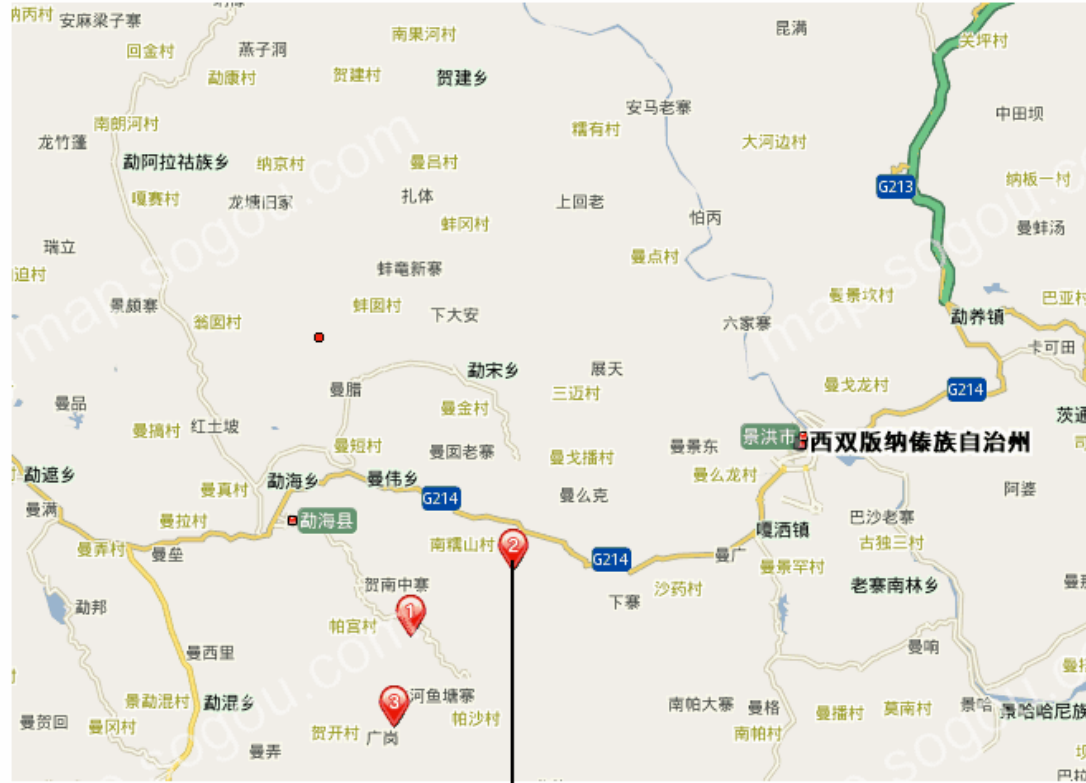 纳丙村
安麻梁子寨
回金村
燕子洞
南果河村
昆满
关坪村
勐康村
贺建村
贺建乡
安马老寨
中田坝
龙竹蓬
南朗河村
糯有村
大河边村
勐阿拉祜族乡
纳京村
曼吕村
G213
纳板一村
嘎赛村
龙塘旧家
扎体
上回老
怕丙
曼蚌汤
瑞立
蚌冈村
曼点村
迫村
蚌竜新寨
曼景坎村
巴亚村
景颇寨
翁囡村
蚌囡村
下大安
六家寨
勐养镇
卡可田
曼腊
勐宋乡
展天
三迈村
曼戈龙村
G214
曼品
曼搞村
红土坡
曼金村
茨通
曼短村
曼囡老寨
曼戈播村
曼景东
景洪市
西双版纳傣族自治州
司
勐遮乡
曼真村
勐海乡
曼伟乡
G214
曼么克
曼么龙村
阿婆
曼满
曼拉村
勐海县
巴沙老寨
嘎洒镇
曼弄村
曼垒
南糯山村
2
G214
曼广
古独三村
曼景罕村
贺南中寨
沙药村
老寨南林乡
勐邦
帕宫村
1
下寨
曼西里
曼响
景勐混村
勐混乡
3
河鱼塘寨
南帕大寨
曼格
曼播村
莫南村
景哈
景哈哈尼族
曼贺回
曼冈村
贺开村
广岗
帕沙村
南帕村
曼弄
map.sogou.com